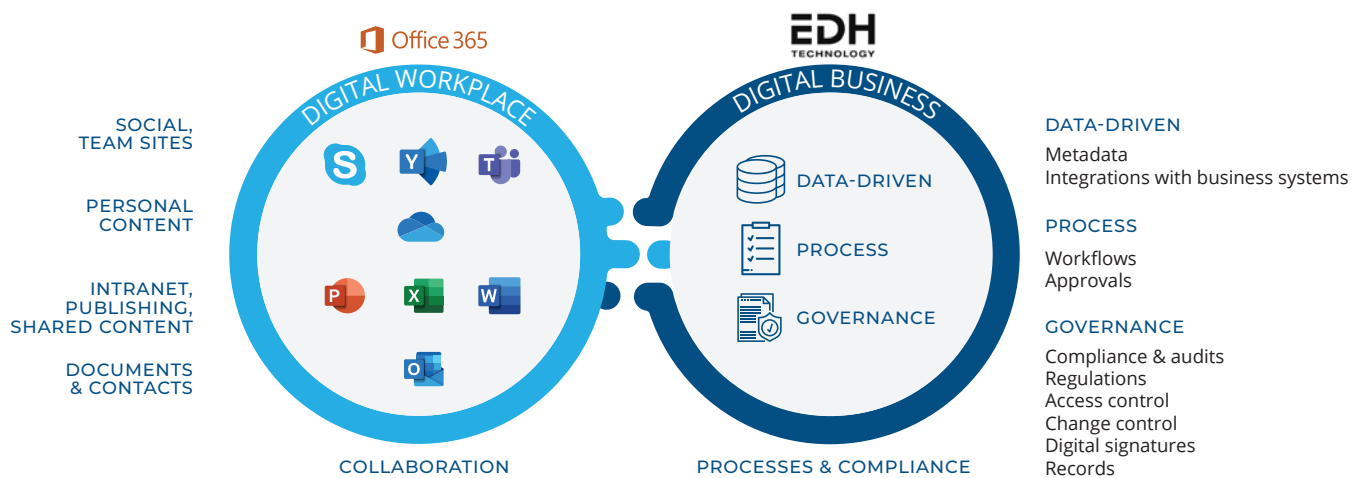 Office 365
EDH
TECHNOLOGY
DIGITAL WORKPLACE
DIGITAL BUSINESS
SOCIAL,
TEAM SITES
PERSONAL
CONTENT
INTRANET,
PUBLISHING,
SHARED CONTENT
DOCUMENTS
& CONTACTS
S
Y
T
P
X
W
O
COLLABORATION
DATA-DRIVEN
PROCESS
GOVERNANCE
PROCESSES & COMPLIANCE
DATA-DRIVEN
Metadata
Integrations with business systems
PROCESS
Workflows
Approvals
GOVERNANCE
Compliance & audits
Regulations
Access control
Change control
Digital signatures
Records